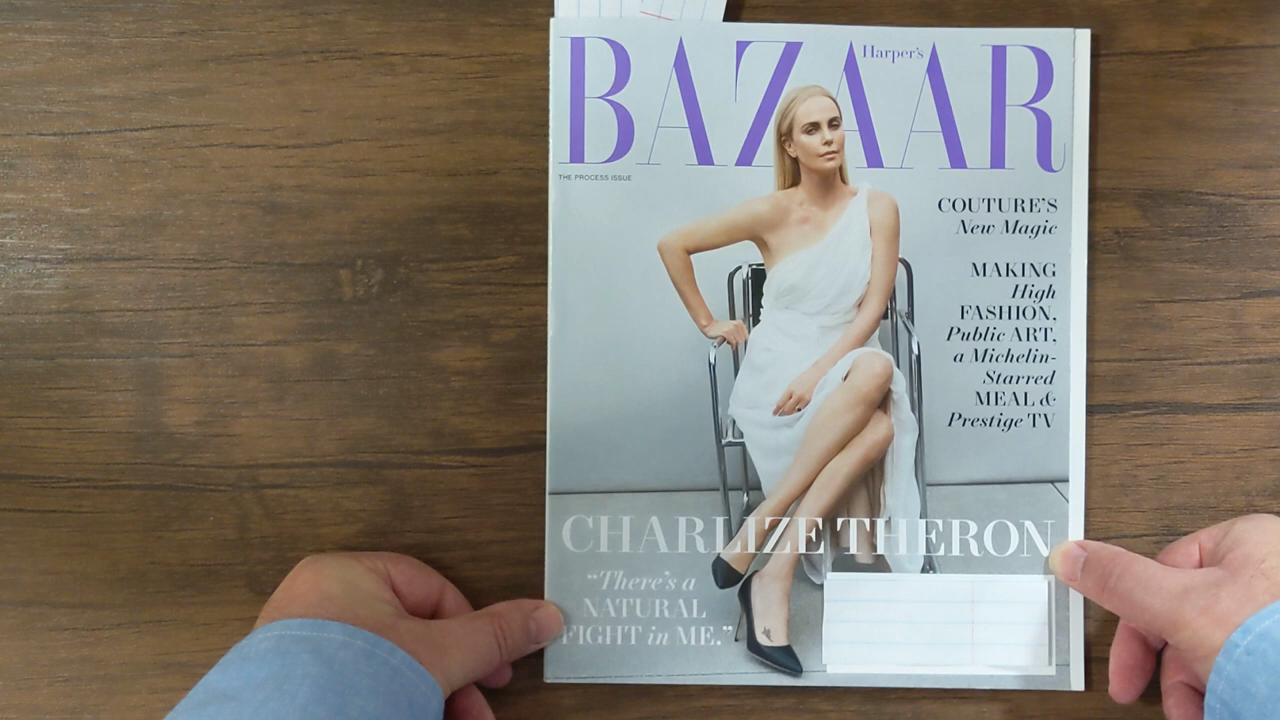 BAZAAR
Harper's
THE PROCESS ISSUE
COUTURE'S
New Magic
MAKING
High
FASHION,
Public ART,
a Michelin-
Starred
MEAL &
Prestige TV
CHARLIZE THERON
"There's a
NATURAL
FIGHT in ME."